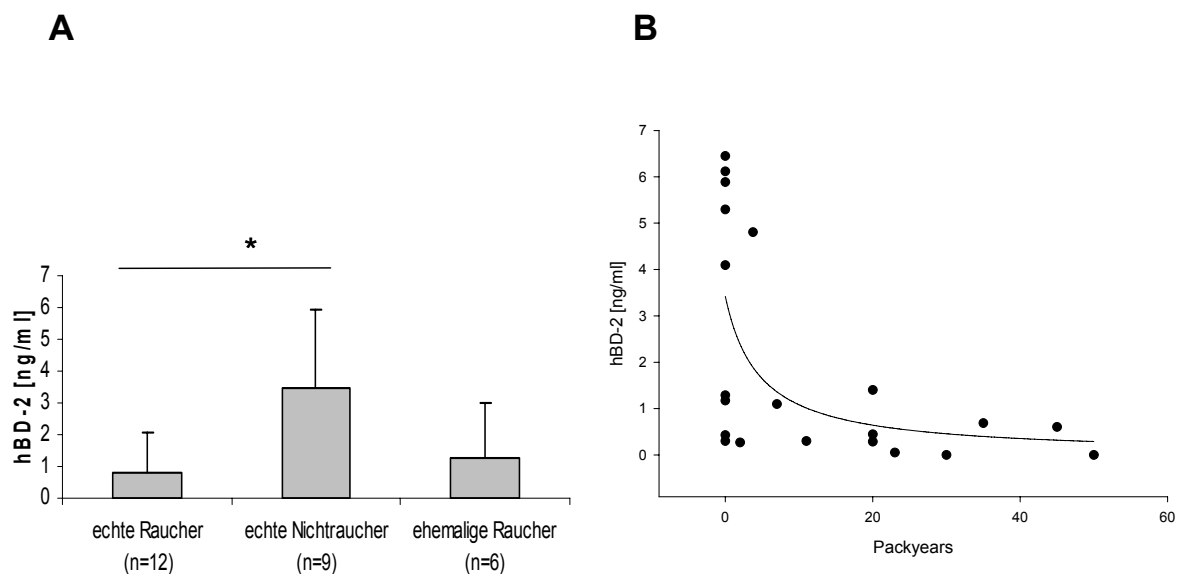 A
*
hBD-2 [ng/ml]
7
6
5
4
3
2
1
0
echte Raucher
(n=12)
echte Nichtraucher
(n=9)
ehemalige Raucher
(n=6)
B
hBD-2 [ng/ml]
7
6
5
4
3
2
1
0
0
20
40
60
Packyears